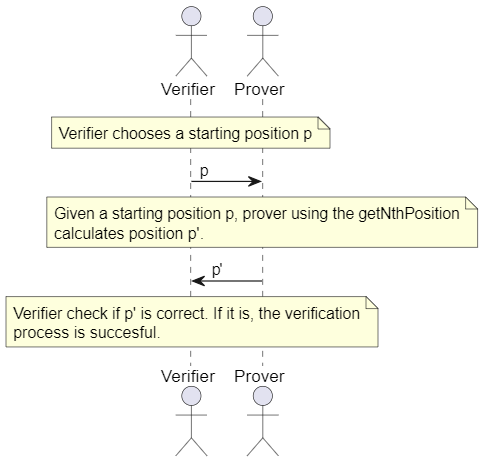 Verifier Prover
Verifier chooses a starting position p
p
Given a starting position p, prover using the getNthPosition
calculates position p'.
p'
Verifier check if p' is correct. If it is, the verification
process is succesful.
Verifier Prover